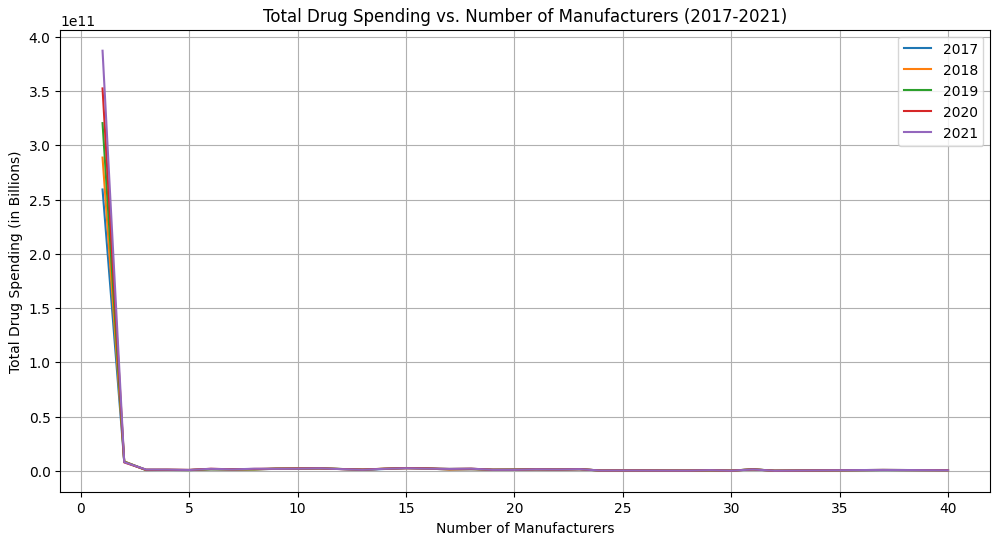 Total Drug Spending vs. Number of Manufacturers (2017-2021)
1e11
4.0
3.5
3.0
2.5
2.0
1.5
1.0
0.5
0.0
Total Drug Spending (in Billions)
2017
2018
2019
2020
2021
0 5 10 15 20 25 30 35 40
Number of Manufacturers